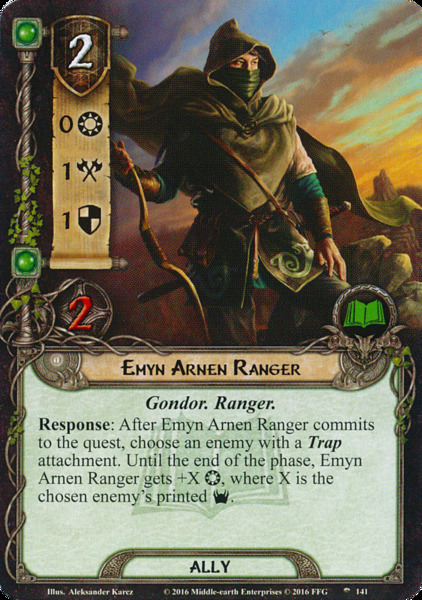 2
0
1
1
2
Emyn Arnen Ranger
Gondor. Ranger.
Response: After Emyn Arnen Ranger commits
to the quest, choose an enemy with a Trap
attachment. Until the end of the phase, Emyn
Arnen Ranger gets +X , where X is the
chosen enemy's printed .
ALLY
Illus. Aleksander Karcz © 2016 Middle-earth Enterprises © 2016 FFG 141